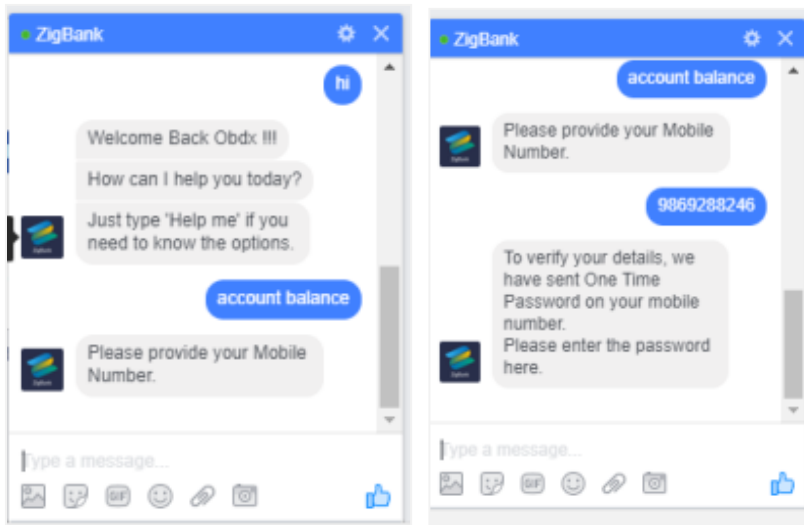 ZigBank
hi
Welcome Back Obdx !!!
How can I help you today?
Just type 'Help me' if you
need to know the options.
account balance
Please provide your Mobile
Number.
Type a message...
GIF
ZigBank
account balance
Please provide your Mobile
Number.
9869288246
To verify your details, we
have sent One Time
Password on your mobile
number.
Please enter the password
here.
Type a message...
GIF